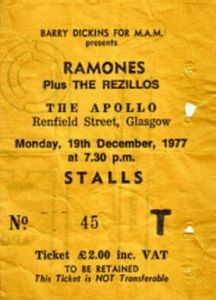 BARRY DICKINS FOR M.A.M.
presents
RAMONES
Plus THE REZILLOS
THE APOLLO
Renfield Street, Glasgow
Monday, 19th December, 1977
at 7.30 p.m.
STALLS
No 45 T
Ticket £2.00 inc. VAT
TO BE RETAINED
This Ticket is NOT Transferable